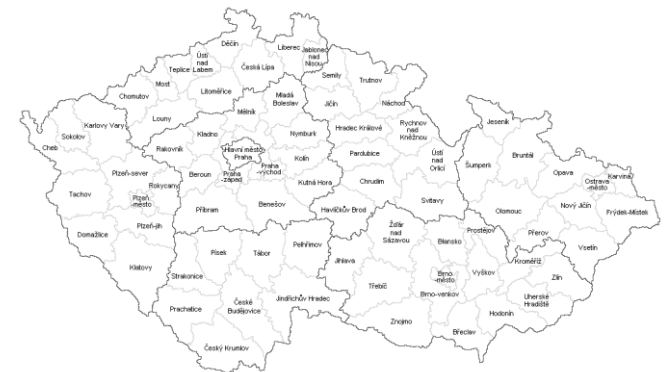 Děčín
Liberec
Jablonec
nad
Nisou
Ústí
nad
Labem
Teplice
Česká Lípa
Semily
Trutnov
Most
Chomutov
Litoměřice
Mladá
Boleslav
Jičín
Náchod
Louny
Mělník
Karlovy Vary
Sokolov
Cheb
Kladno
Nymburk
Hradec Králové
Rychnov
nad
Kněžnou
Jeseník
Rakovník
Hlavní město
Praha
Praha
-východ
Praha
-západ
Kolín
Pardubice
Ústí
nad
Orlicí
Šumperk
Bruntál
Opava
Ostrava
-město
Karviná
Plzeň-sever
Beroun
Rokycany
Kutná Hora
Chrudim
Tachov
Plzeň
-město
Příbram
Benešov
Havlíčkův Brod
Svitavy
Olomouc
Nový Jičín
Frýdek-Místek
Domažlice
Plzeň-jih
Žďár
nad
Sázavou
Prostějov
Přerov
Vsetín
Klatovy
Písek
Tábor
Pelhřimov
Jihlava
Blansko
Kroměříž
Strakonice
Třebíč
Brno
-město
Vyškov
Zlín
Brno-venkov
Prachatice
České
Budějovice
Jindřichův Hradec
Uherské
Hradiště
Znojmo
Hodonín
Břeclav
Český Krumlov